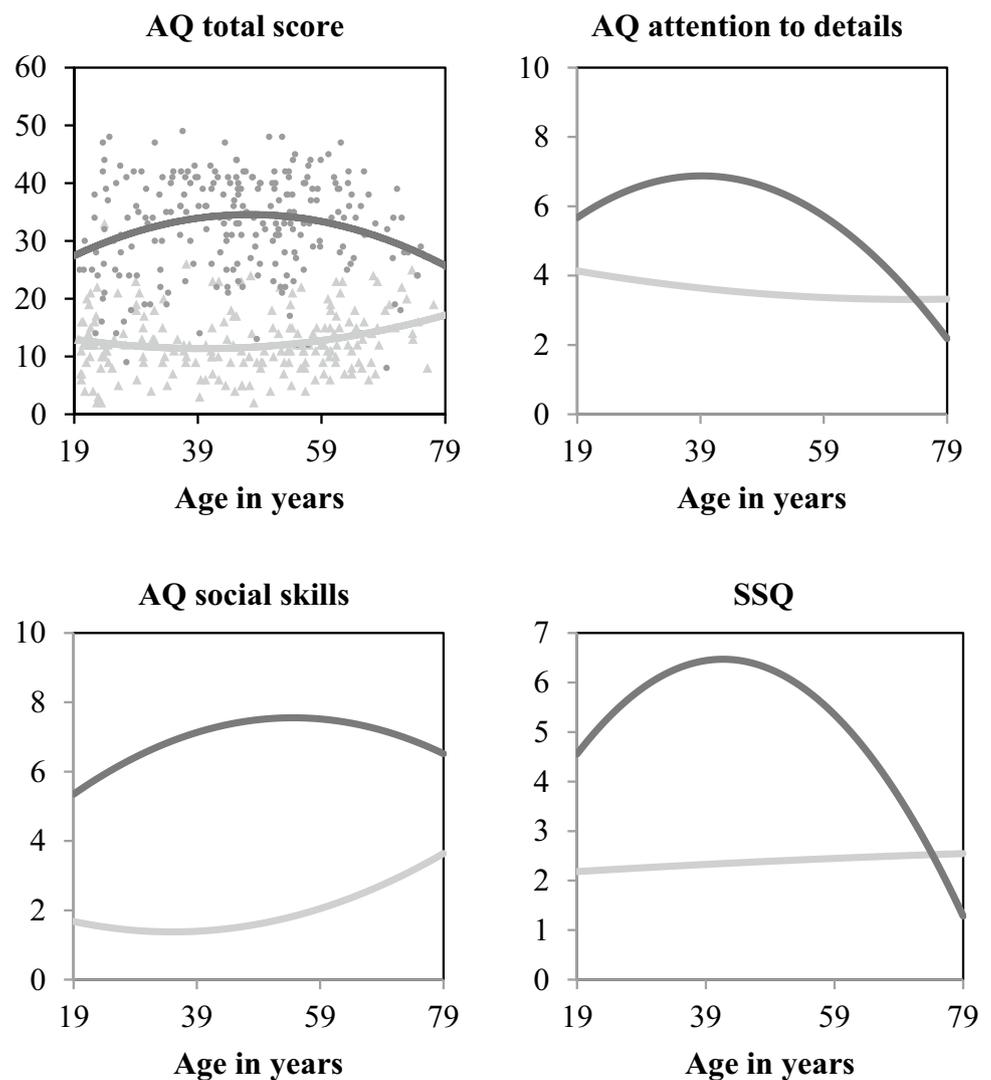 AQ total score
60
50
40
30
20
10
0
19 39 59 79
Age in years
AQ attention to details
10
8
6
4
2
0
19 39 59 79
Age in years
AQ social skills
10
8
6
4
2
0
19 39 59 79
Age in years
SSQ
7
6
5
4
3
2
1
0
19 39 59 79
Age in years